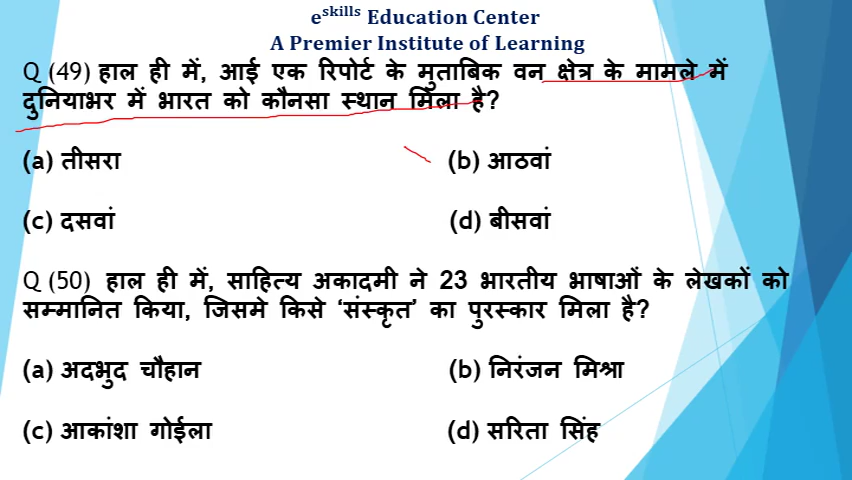 eskills Education Center
A Premier Institute of Learning
Q (49) हाल ही में, आई एक रिपोर्ट के मुताबिक वन क्षेत्र के मामले में
दुनियाभर में भारत को कौनसा स्थान मिला है?
(a) तीसरा (b) आठवां
(c) दसवां (d) बीसवां
Q (50) हाल ही में, साहित्य अकादमी ने 23 भारतीय भाषाओं के लेखकों को
सम्मानित किया, जिसमे किसे ‘संस्कृत’ का पुरस्कार मिला है?
(a) अदभुद चौहान (b) निरंजन मिश्रा
(c) आकांशा गोईला (d) सरिता सिंह